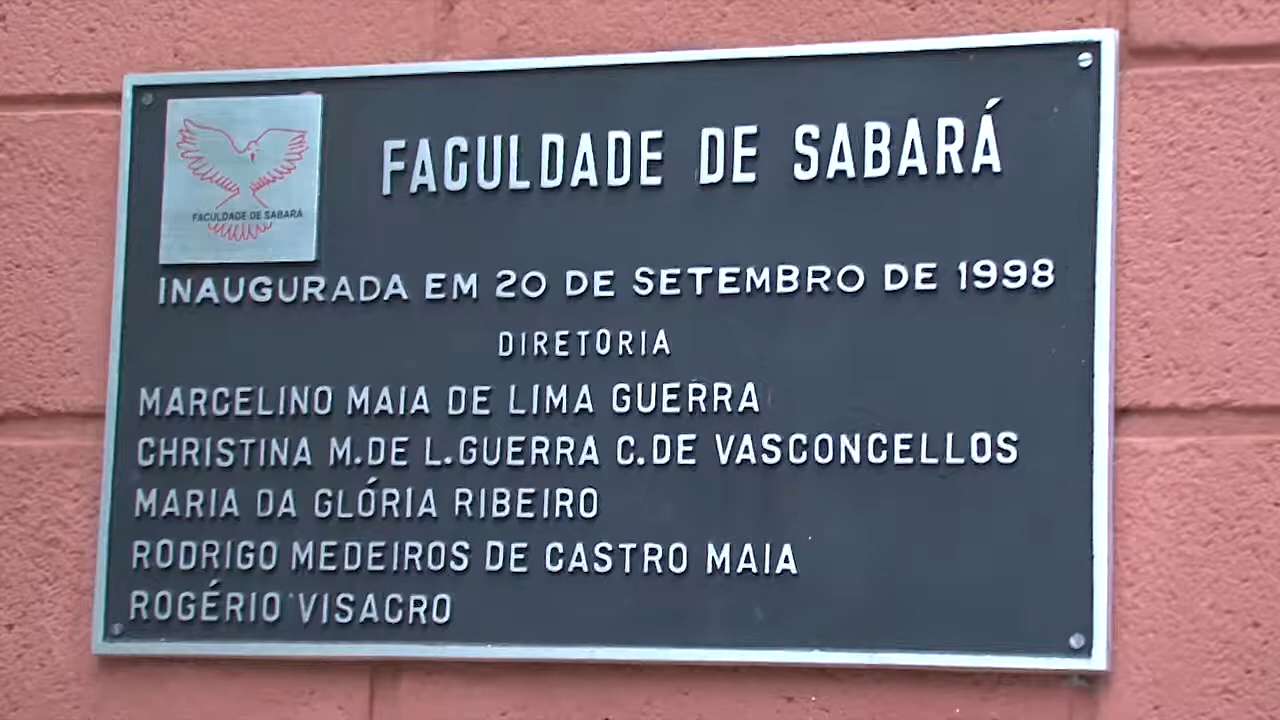 FACULDADE DE SABARÁ
FACULDADE DE SABARÁ
INAUGURADA EM 20 DE SETEMBRO DE 1998
DIRETORIA
MARCELINO MAIA DE LIMA GUERRA
CHRISTINA M.DE L.GUERRA C.DE VASCONCELLOS
MARIA DA GLÓRIA RIBEIRO
RODRIGO MEDEIROS DE CASTRO MAIA
ROGÉRIO VISACRO